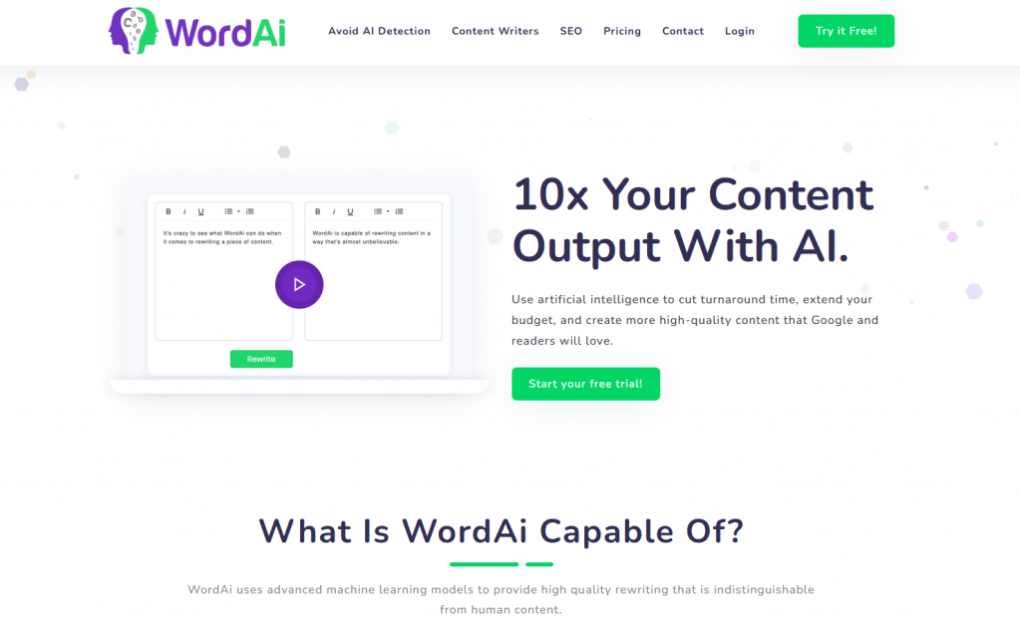 WordAi
Avoid AI Detection
Content Writers
SEO
Pricing
Contact
Login
Try it Free!
B i U
It's crazy to see what WordAi can do when
it comes to rewriting a piece of content.
B i U
WordAi is capable of rewriting content in a
way that's almost unbelievable.
Rewrite
10x Your Content
Output With AI.
Use artificial intelligence to cut turnaround time, extend your
budget, and create more high-quality content that Google and
readers will love.
Start your free trial!
What Is WordAi Capable Of?
WordAi uses advanced machine learning models to provide high quality rewriting that is indistinguishable
from human content.